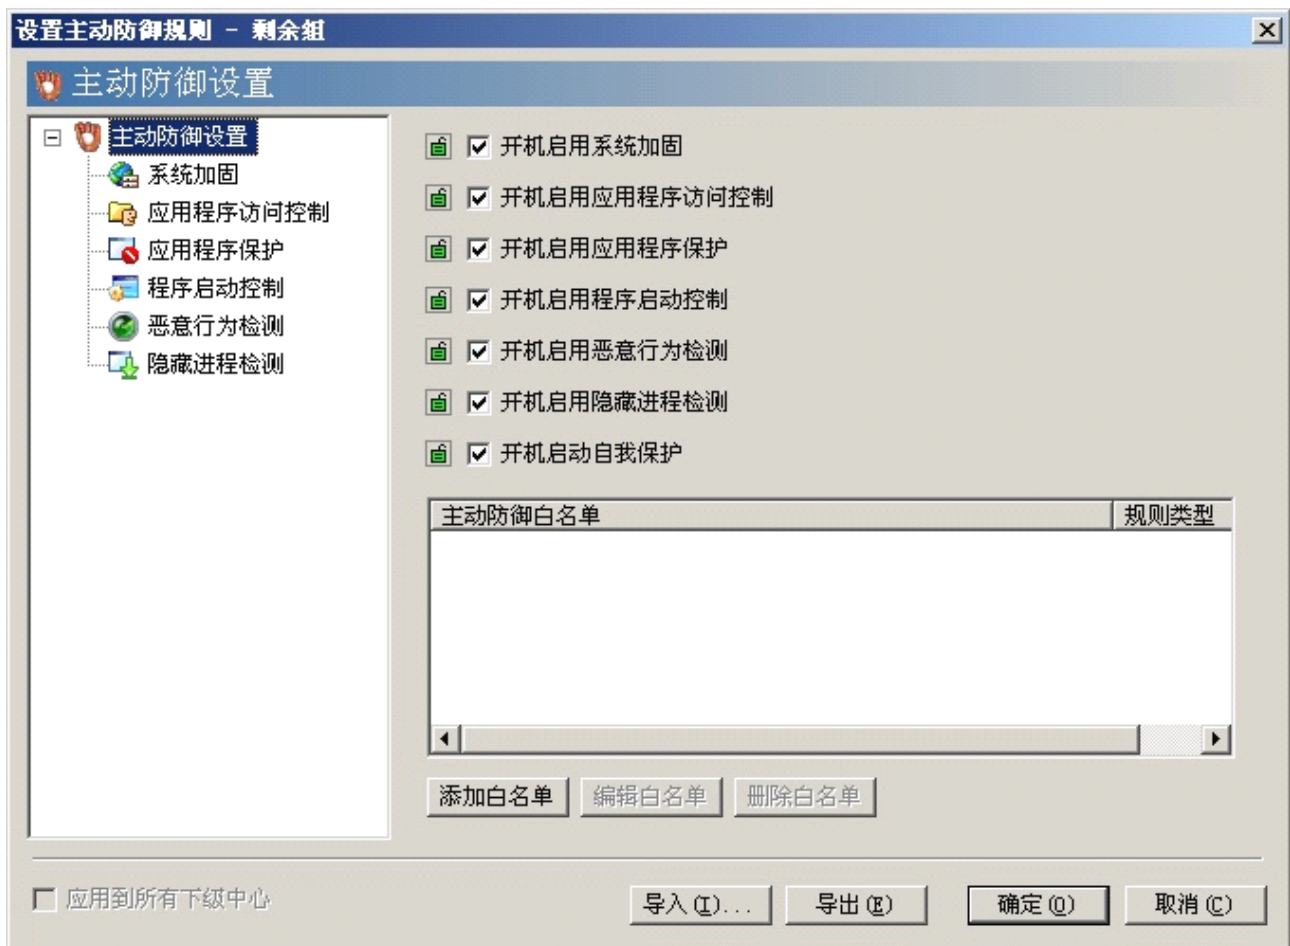 设置主动防御规则 - 剩余组
主动防御设置
主动防御设置
系统加固
应用程序访问控制
应用程序保护
程序启动控制
恶意行为检测
隐藏进程检测
开机启用系统加固
开机启用应用程序访问控制
开机启用应用程序保护
开机启用程序启动控制
开机启用恶意行为检测
开机启用隐藏进程检测
开机启动自我保护
主动防御白名单 规则类型
添加白名单 编辑白名单 删除白名单
应用到所有下级中心 导入(I)... 导出(E) 确定(O) 取消(C)